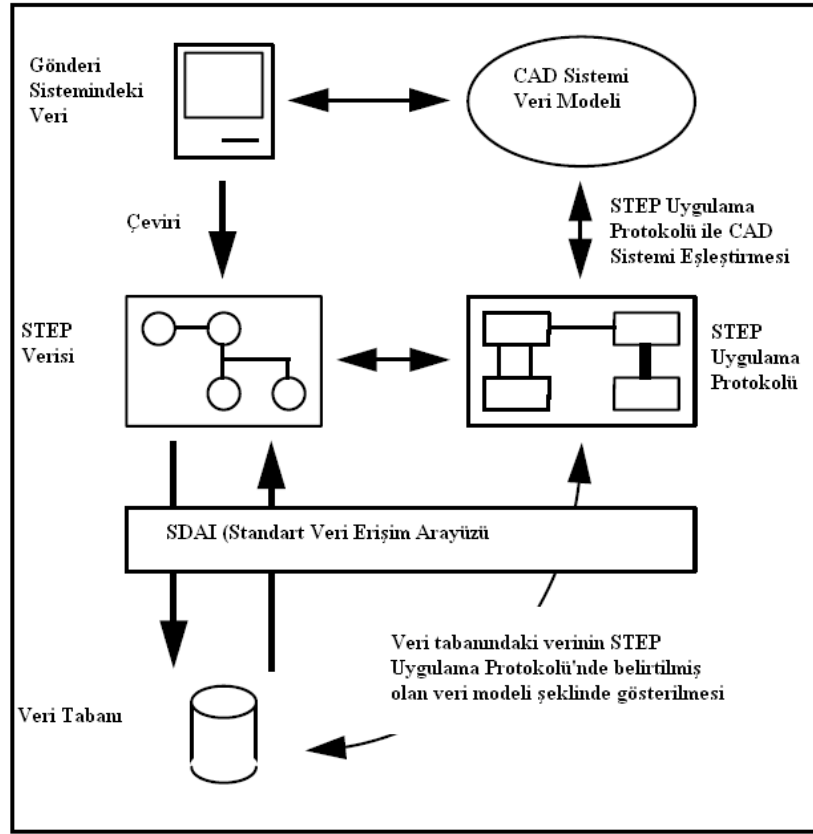 Gönderi
Sistemindeki
Veri
CAD Sistemi
Veri Modeli
Çeviri
STEP Uygulama
Protokolü ile CAD
Sistemi Eşleştirmesi
STEP
Verisi
STEP
Uygulama
Protokolü
SDAI (Standart Veri Erişim Arayüzü
Veri tabanındaki verinin STEP
Uygulama Protokolü'nde belirtilmiş
olan veri modeli şeklinde gösterilmesi
Veri Tabanı